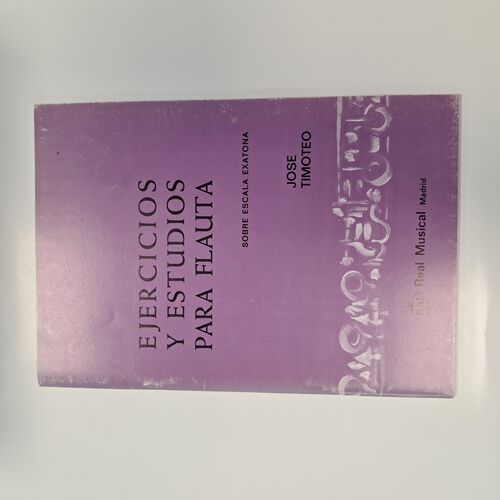 EJERCICIOS
Y ESTUDIOS
PARA FLAUTA
SOBRE ESCALA EXATONA
JOSE
TIMOTEO
Real Musical Madrid